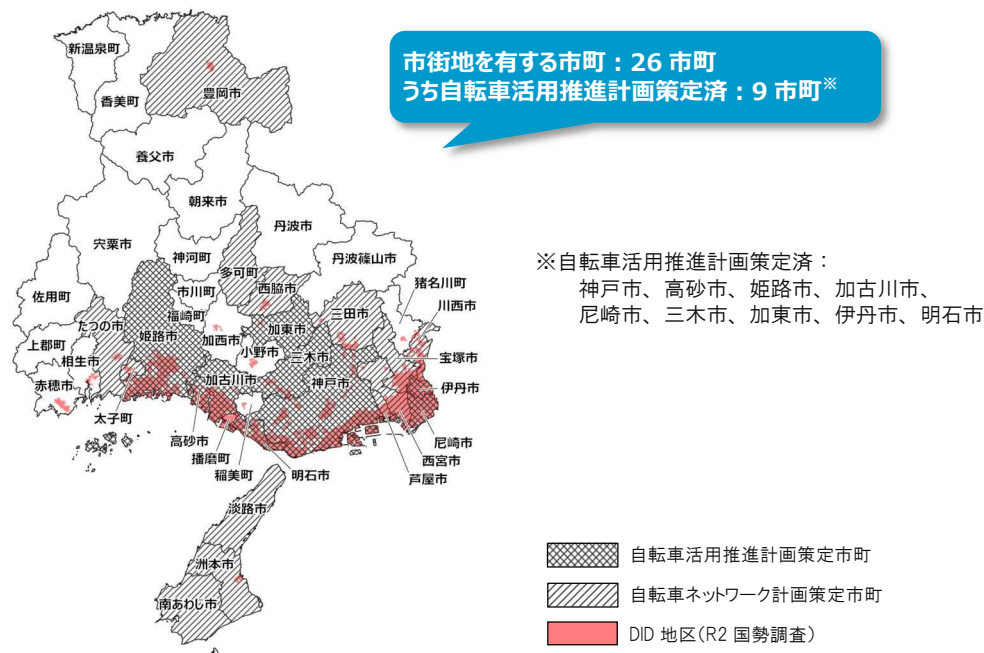 市街地を有する市町：26 市町
うち自転車活用推進計画策定済：9 市町※
※自転車活用推進計画策定済：
神戸市、高砂市、姫路市、加古川市、
尼崎市、三木市、加東市、伊丹市、明石市
新温泉町
香美町
豊岡市
養父市
朝来市
丹波市
宍粟市
神河町
多可町
丹波篠山市
猪名川町
佐用町
市川町
西脇市
川西市
たつの市
福崎町
三田市
姫路市
加東市
上郡町
相生市
加西市
小野市
三木市
宝塚市
赤穂市
加古川市
神戸市
伊丹市
太子町
高砂市
尼崎市
播磨町
西宮市
稲美町
明石市
芦屋市
淡路市
洲本市
南あわじ市
自転車活用推進計画策定市町
自転車ネットワーク計画策定市町
DID 地区(R2 国勢調査)